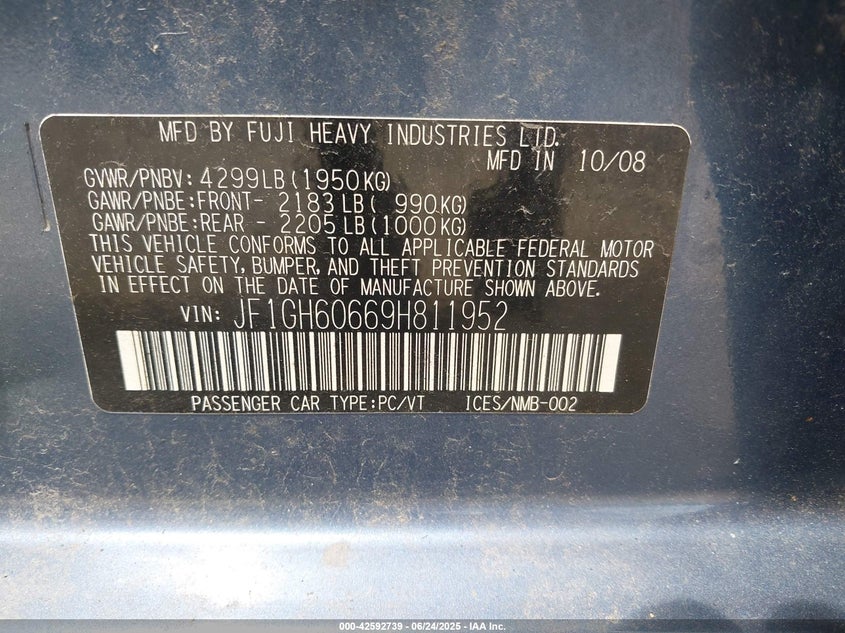 MFD BY FUJI HEAVY INDUSTRIES LTD.
MFD IN 10/08
GVWR/PNBV: 4299LB(1950KG)
GAWR/PNBE:FRONT- 2183LB( 990KG)
GAWR/PNBE:REAR - 2205LB(1000KG)
THIS VEHICLE CONFORMS TO ALL APPLICABLE FEDERAL MOTOR
VEHICLE SAFETY, BUMPER, AND THEFT PREVENTION STANDARDS
IN EFFECT ON THE DATE OF MANUFACTURE SHOWN ABOVE.
VIN: JF1GH60669H811952
PASSENGER CAR TYPE:PC/VT ICES/NMB-002
000-42592739 - 06/24/2025 - IAA Inc.